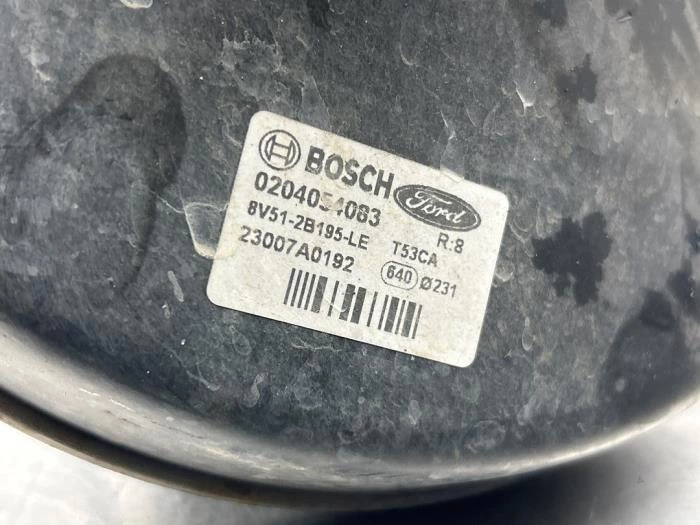 BOSCH
Ford
0204054083
R:8
8V51-2B195-LE T53CA
23007A0192 640 Ø231